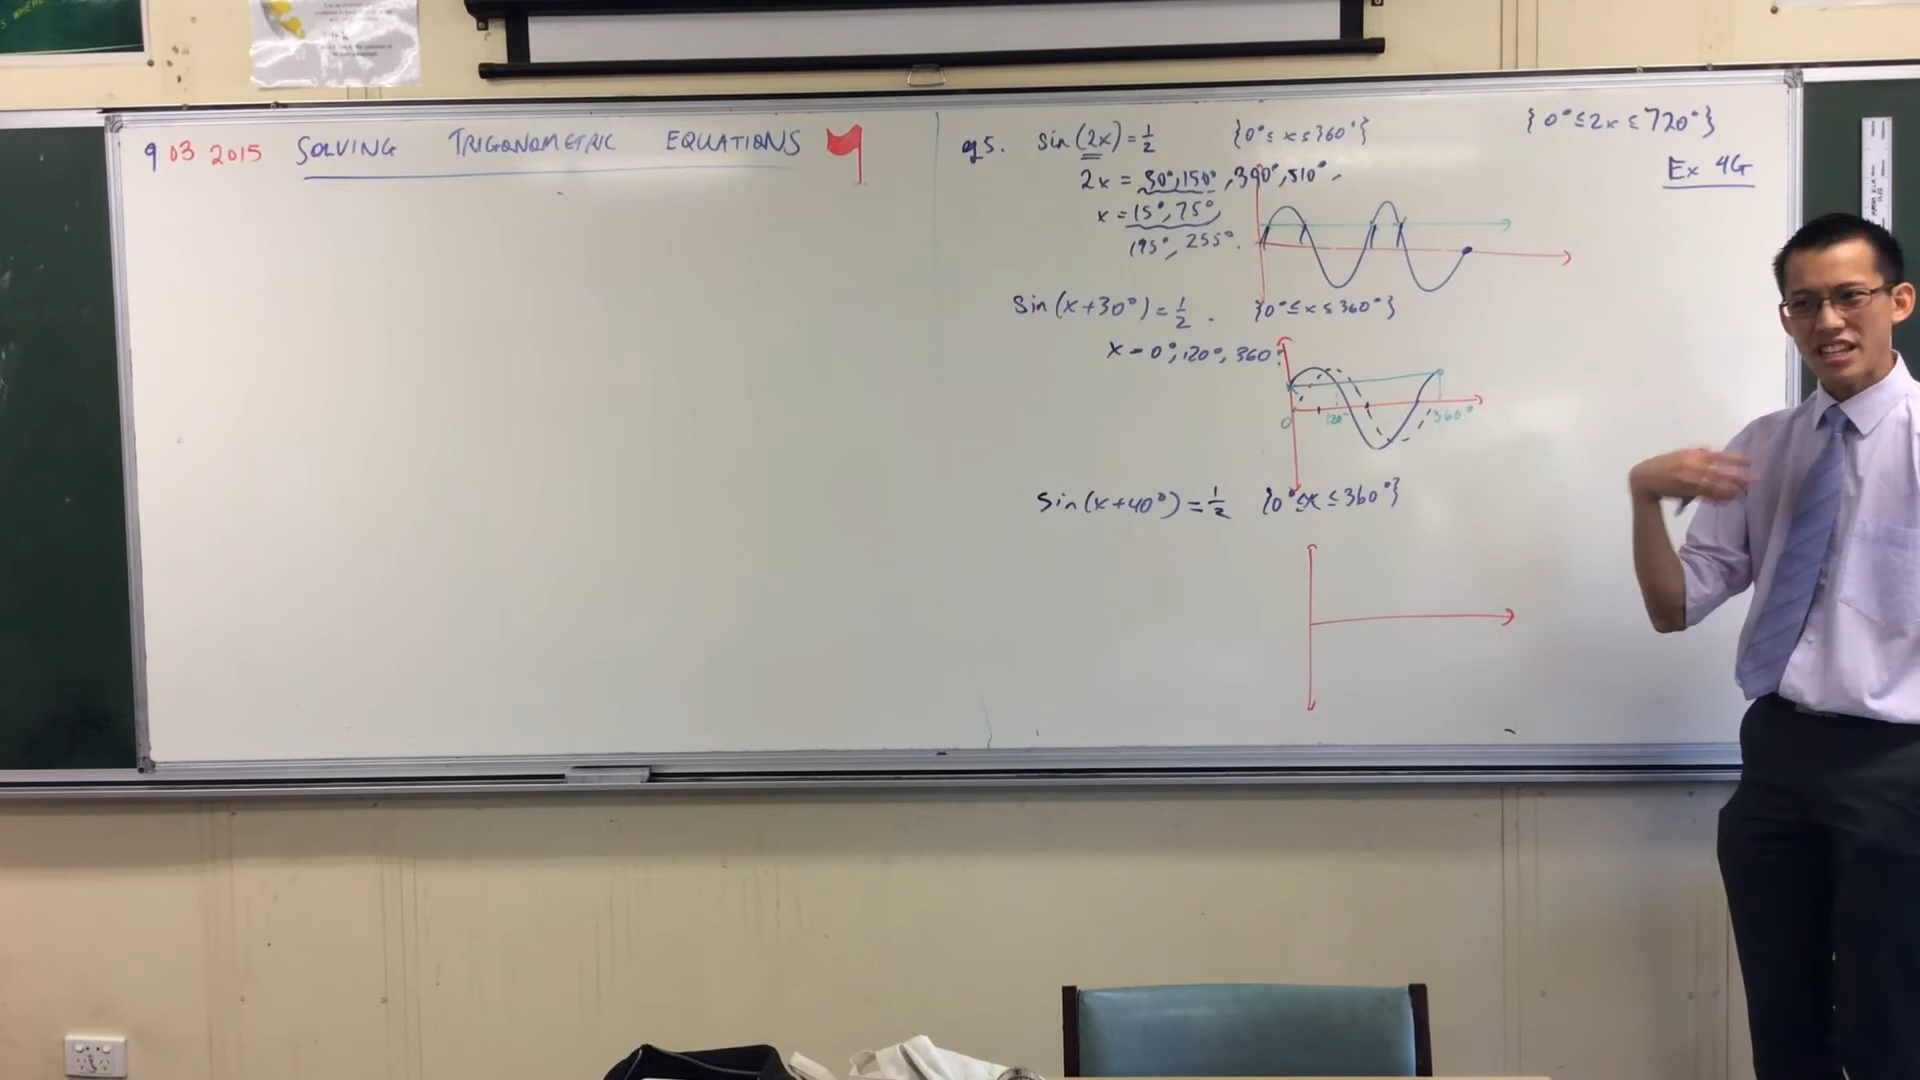 9 03 2015 SOLVING TRIGONOMETRIC EQUATIONS
eg 5. sin(2x) = 1/2 {0° ≤ x ≤ 360°} {0° ≤ 2x ≤ 720°}
Ex 4G
2x = 30°, 150°, 390°, 510°.
x = 15°, 75°,
195°, 255°.
sin(x+30°) = 1/2. {0° ≤ x ≤ 360°}
x = 0°, 120°, 360°.
0 120° 360°
sin(x+40°) = 1/2 {0° ≤ x ≤ 360°}